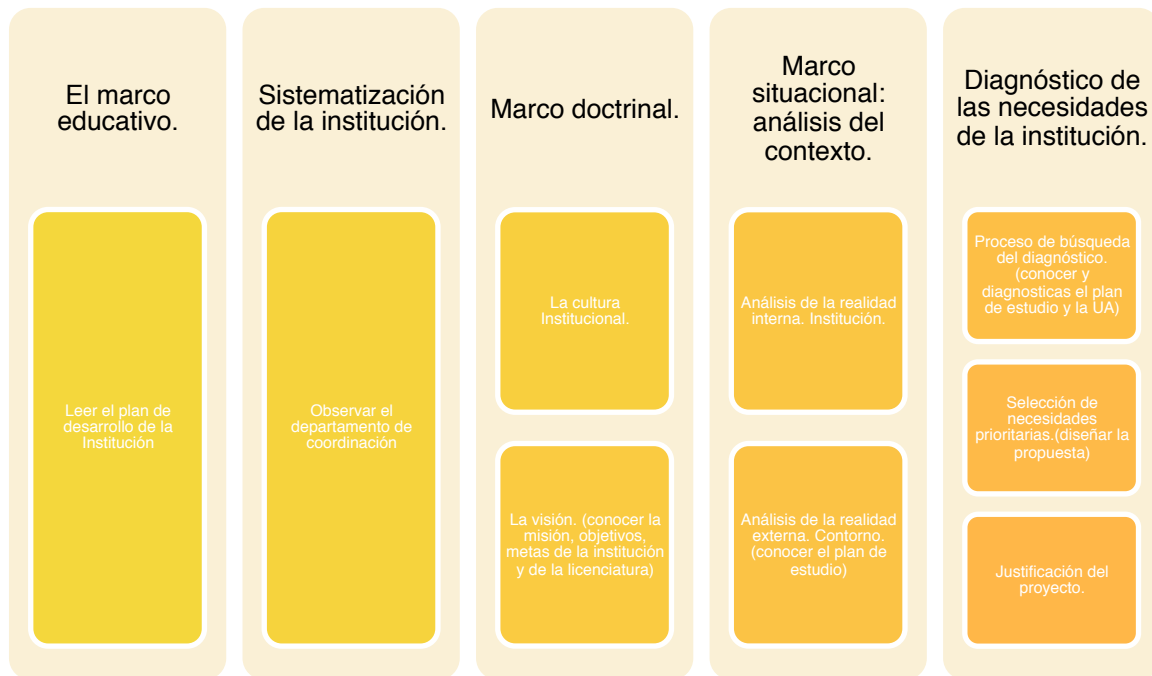 El marco
educativo.
Leer el plan de
desarrollo de la
Institución
Sistematización
de la institución.
Observar el
departamento de
coordinación
Marco doctrinal.
La cultura
Institucional.
La visión. (conocer la
misión, objetivos,
metas de la institución
y de la licenciatura)
Marco
situacional:
análisis del
contexto.
Análisis de la realidad
interna. Institución.
Análisis de la realidad
externa. Contorno.
(conocer el plan de
estudio)
Diagnóstico de
las necesidades
de la institución.
Proceso de búsqueda
del diagnóstico.
(conocer y
diagnosticas el plan
de estudio y la UA)
Selección de
necesidades
prioritarias.(diseñar la
propuesta)
Justificación del
proyecto.